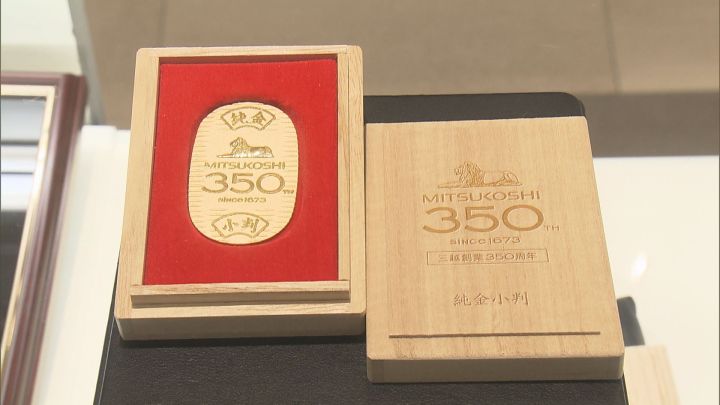 純金
MITSUKOSHI
350TH
SINCE1673
小判
MITSUKOSHI
350TH
SINCE1673
三越創業350周年
純金小判